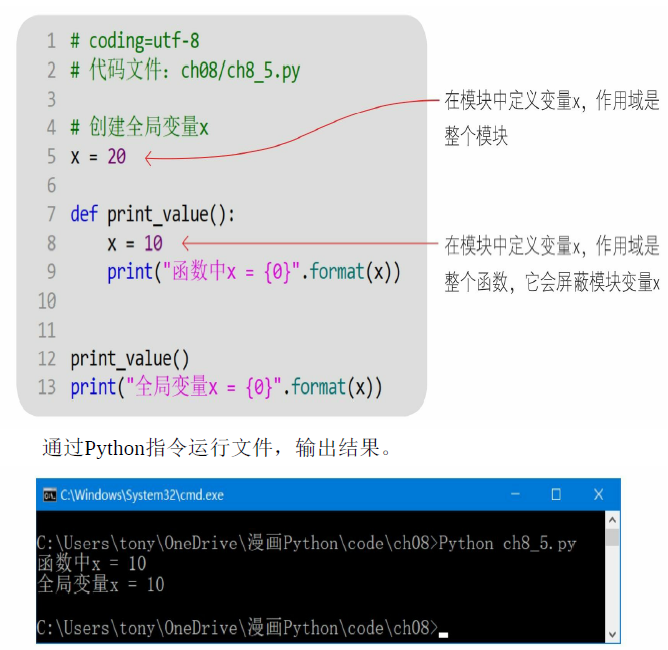 1 # coding=utf-8
2 # 代码文件：ch08/ch8_5.py
3
4 # 创建全局变量x
5 x = 20
6
7 def print_value():
8     x = 10
9     print("函数中x = {0}".format(x))
10
11
12 print_value()
13 print("全局变量x = {0}".format(x))
在模块中定义变量x，作用域是
整个模块
在模块中定义变量x，作用域是
整个函数，它会屏蔽模块变量x
通过Python指令运行文件，输出结果。
C:\Windows\System32\cmd.exe
C:\Users\tony\OneDrive\漫画Python\code\ch08>Python ch8_5.py
函数中x = 10
全局变量x = 10
C:\Users\tony\OneDrive\漫画Python\code\ch08>